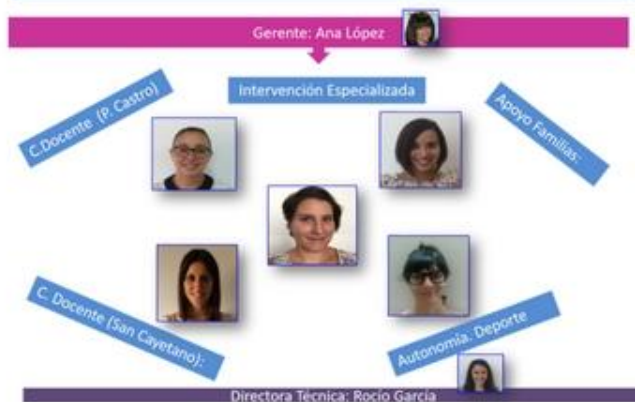 Gerente: Ana López
Intervención Especializada
C.Docente (P. Castro)
Apoyo Familias:
C. Docente (San Cayetano):
Autonomía. Deporte
Directora Técnica: Rocío García